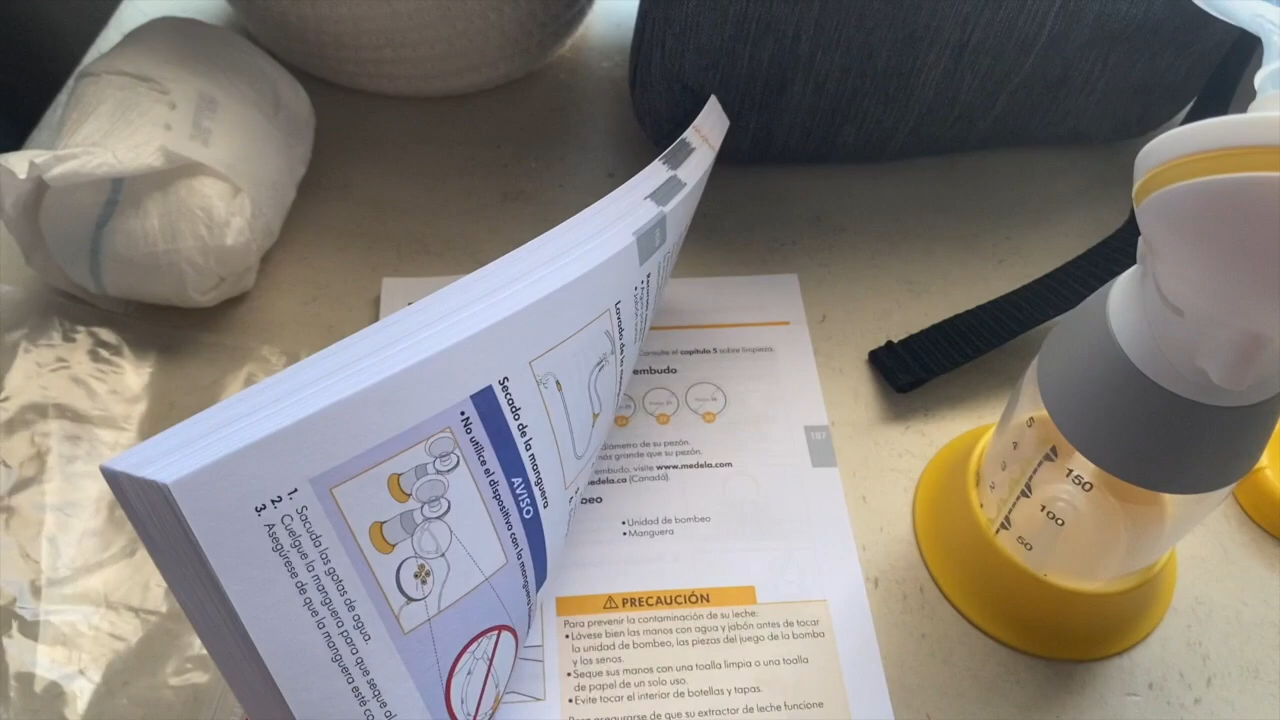 Lavado de la
Secado de la manguera
AVISO
• No utilice el dispositivo con la manguera
1. Sacuda las gotas de agua.
2. Cuelgue la manguera para que seque al
3. Asegúrese de que la manguera esté
Consulte el capítulo 5 sobre limpieza.
embudo
diámetro de su pezón.
más grande que su pezón.
embudo, visite www.medela.com
medela.ca (Canadá)
beo
• Unidad de bombeo
• Manguera
187
PRECAUCIÓN
Para prevenir la contaminación de su leche:
• Lávese bien las manos con agua y jabón antes de tocar
la unidad de bombeo, las piezas del juego de la bomba
y los senos.
• Seque sus manos con una toalla limpia o una toalla
de papel de un solo uso.
• Evite tocar el interior de botellas y tapas.
Para asegurarse de que su extractor de leche funcione
5
4
3
2
150
100
50